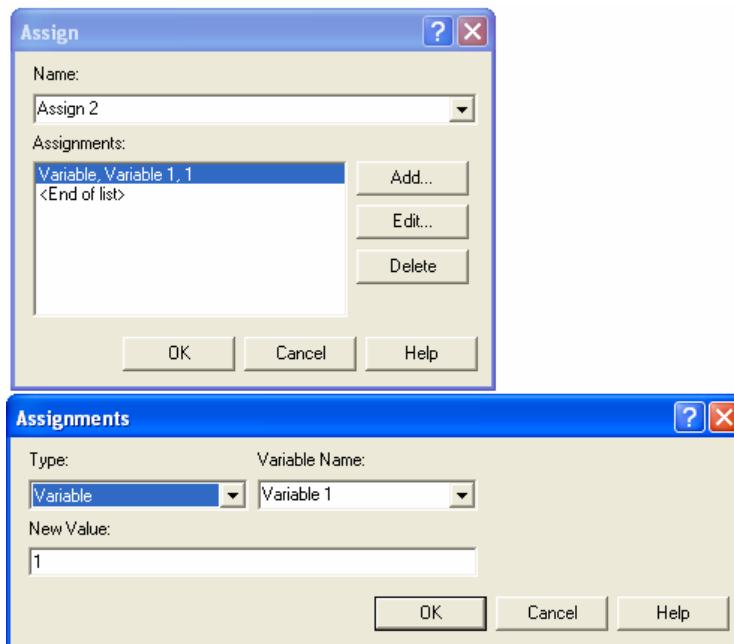 Assign
Name:
Assign 2
Assignments:
Variable, Variable 1, 1
<End of list>
Add...
Edit...
Delete
OK Cancel Help
Assignments
Type: Variable Name:
Variable Variable 1
New Value:
1
OK Cancel Help